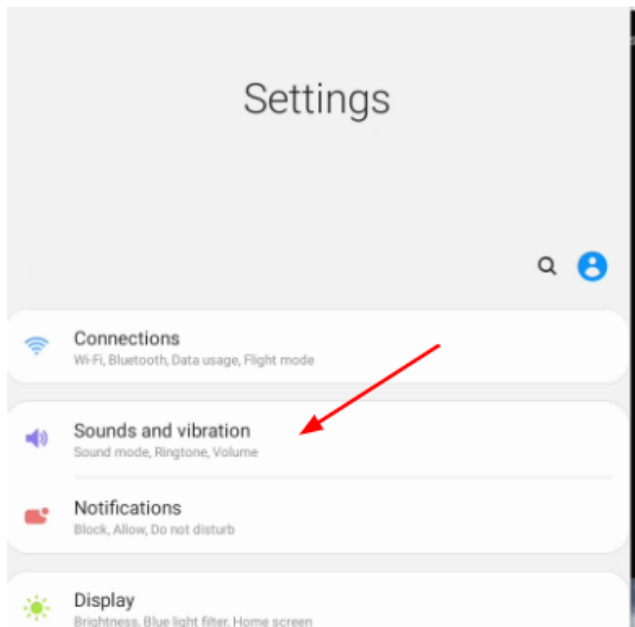 Settings
Connections
Wi-Fi, Bluetooth, Data usage, Flight mode
Sounds and vibration
Sound mode, Ringtone, Volume
Notifications
Block, Allow, Do not disturb
Display
Brightness, Blue light filter, Home screen